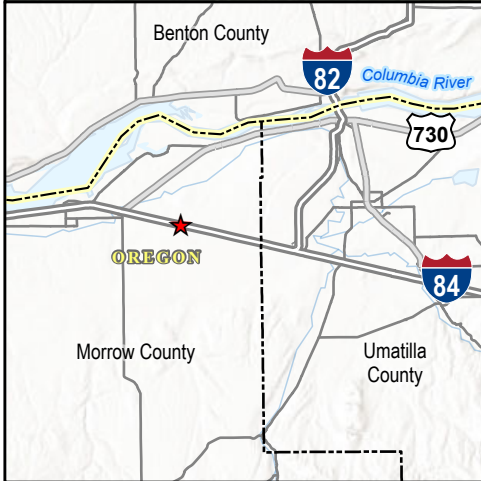 Benton County
82
Columbia River
730
OREGON
84
Morrow County
Umatilla
County